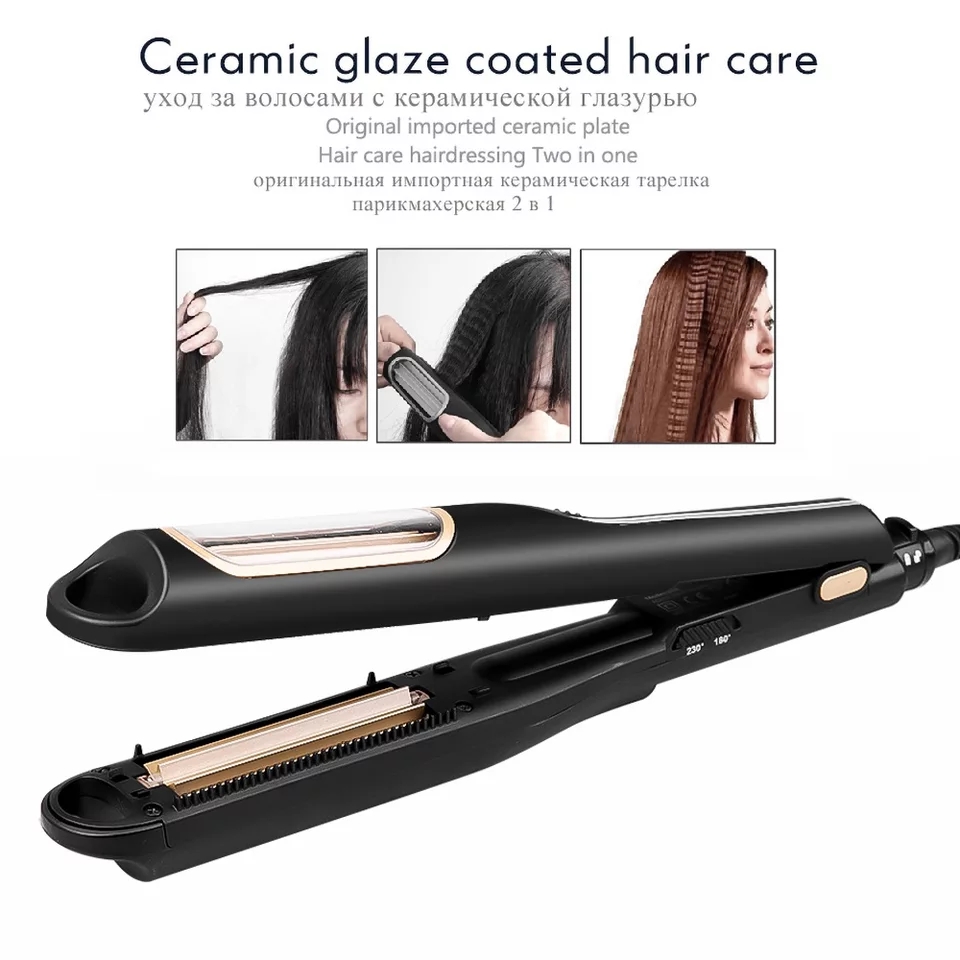 Ceramic glaze coated hair care
уход за волосами с керамической глазурью
Original imported ceramic plate
Hair care hairdressing Two in one
оригинальная импортная керамическая тарелка
парикмахерская 2 в 1
230° 180°